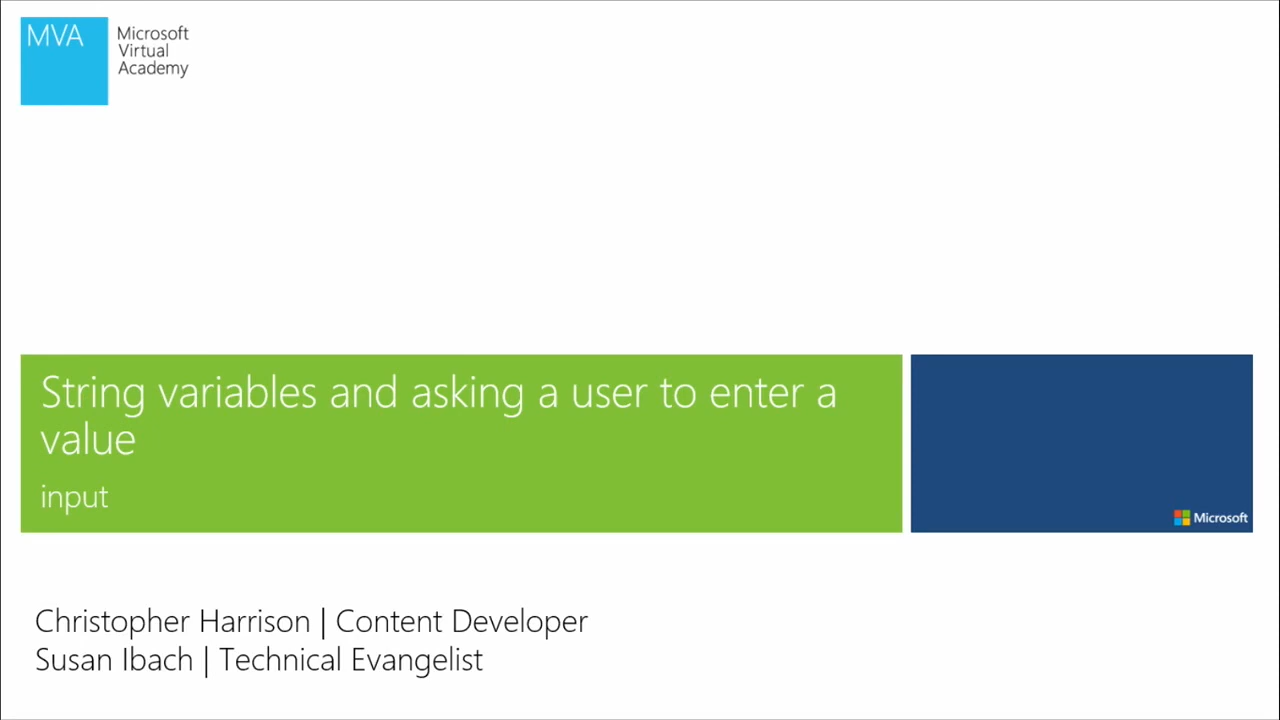 MVA
Microsoft
Virtual
Academy
String variables and asking a user to enter a
value
input
Microsoft
Christopher Harrison | Content Developer
Susan Ibach | Technical Evangelist